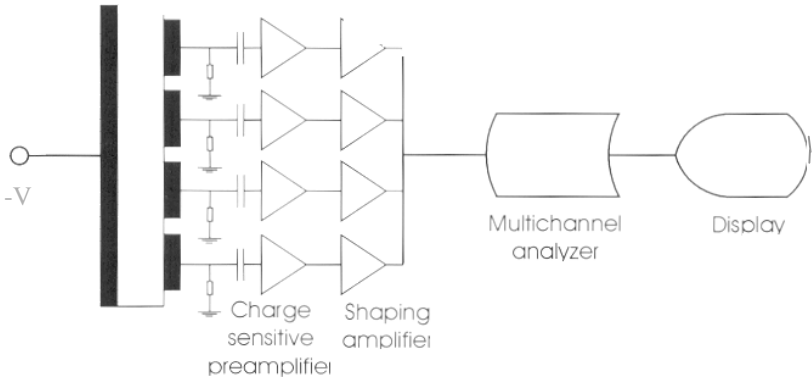 -V
Charge
sensitive
preamplifier
Shaping
amplifier
Multichannel
analyzer
Display